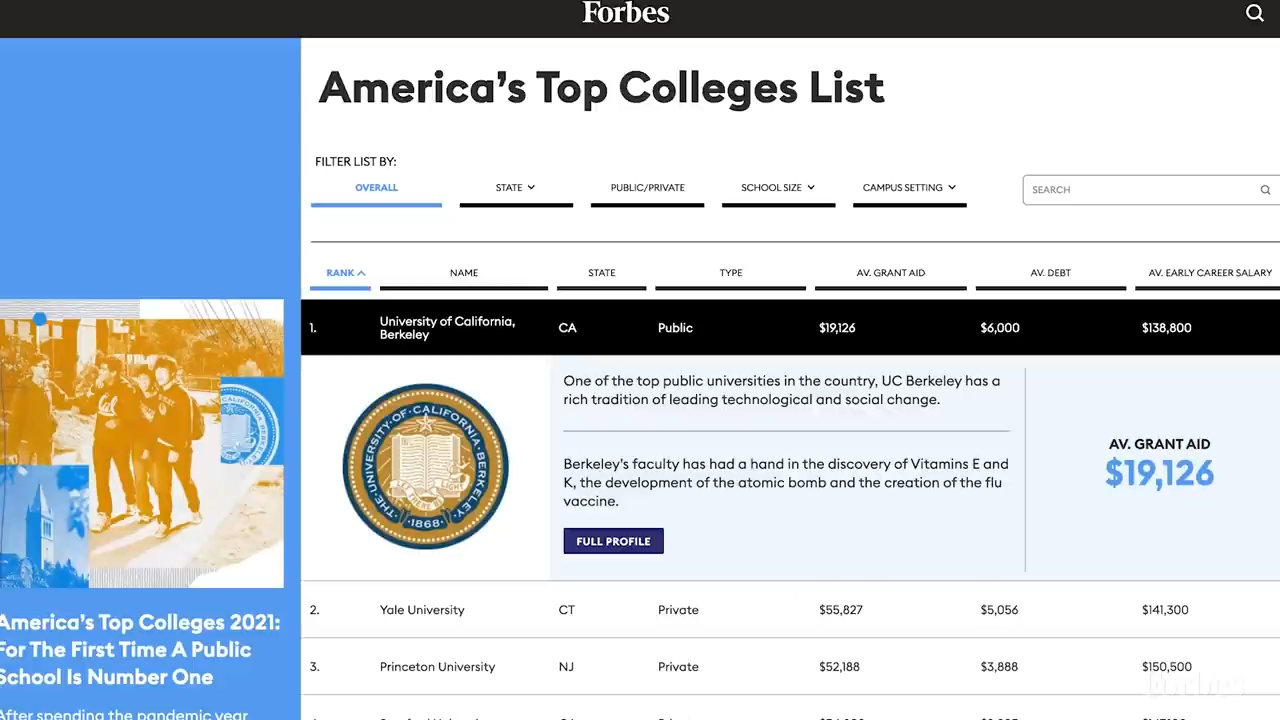 Forbes
America's Top Colleges List
FILTER LIST BY:
OVERALL
STATE
PUBLIC/PRIVATE
SCHOOL SIZE
CAMPUS SETTING
SEARCH
RANK
NAME
STATE
TYPE
AV. GRANT AID
AV. DEBT
AV. EARLY CAREER SALARY
1.
University of California,
Berkeley
CA
Public
$19,126
$6,000
$138,800
THE·UNIVERSITY·OF·CALIFORNIA·BERKELEY
·1868·
One of the top public universities in the country, UC Berkeley has a
rich tradition of leading technological and social change.
Berkeley's faculty has had a hand in the discovery of Vitamins E and
K, the development of the atomic bomb and the creation of the flu
vaccine.
FULL PROFILE
AV. GRANT AID
$19,126
2.
Yale University
CT
Private
$55,827
$5,056
$141,300
3.
Princeton University
NJ
Private
$52,188
$3,888
$150,500
Forbes
America's Top Colleges 2021:
For The First Time A Public
School Is Number One
After spending the pandemic year